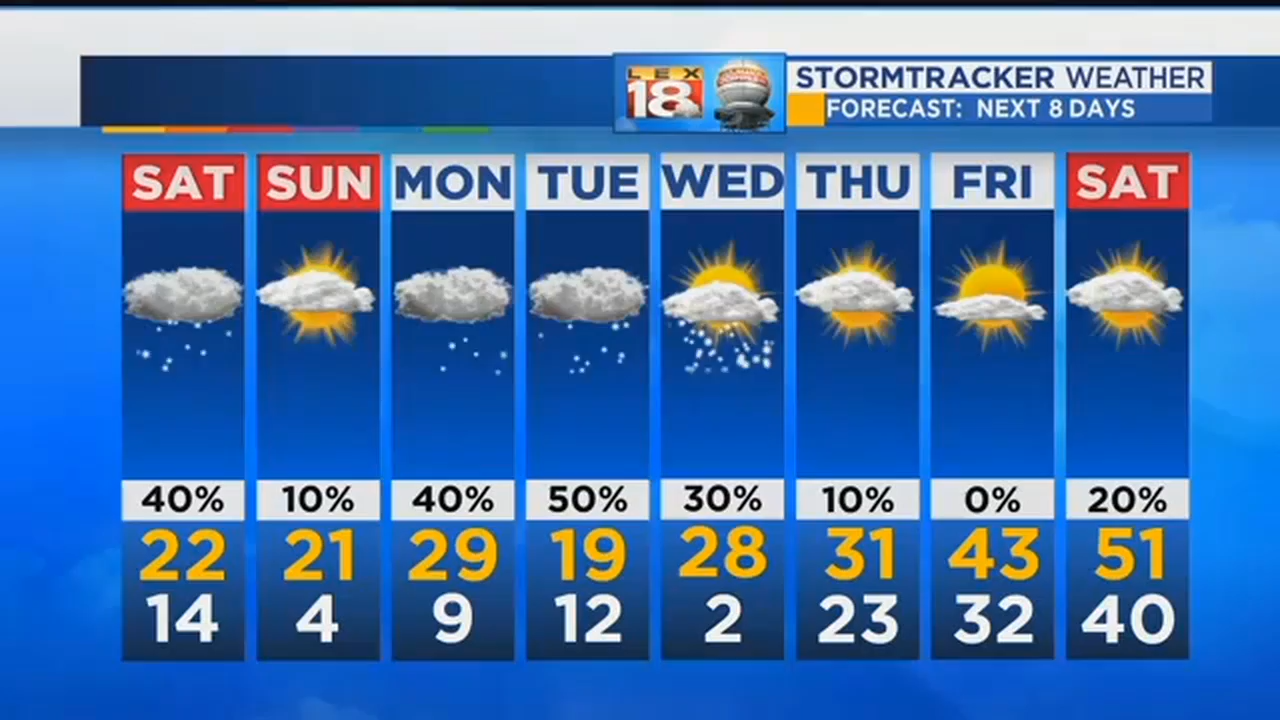 LEX
18
STORMTRACKER WEATHER
FORECAST: NEXT 8 DAYS
SAT SUN MON TUE WED THU FRI SAT
40% 10% 40% 50% 30% 10% 0% 20%
22 21 29 19 28 31 43 51
14 4 9 12 2 23 32 40